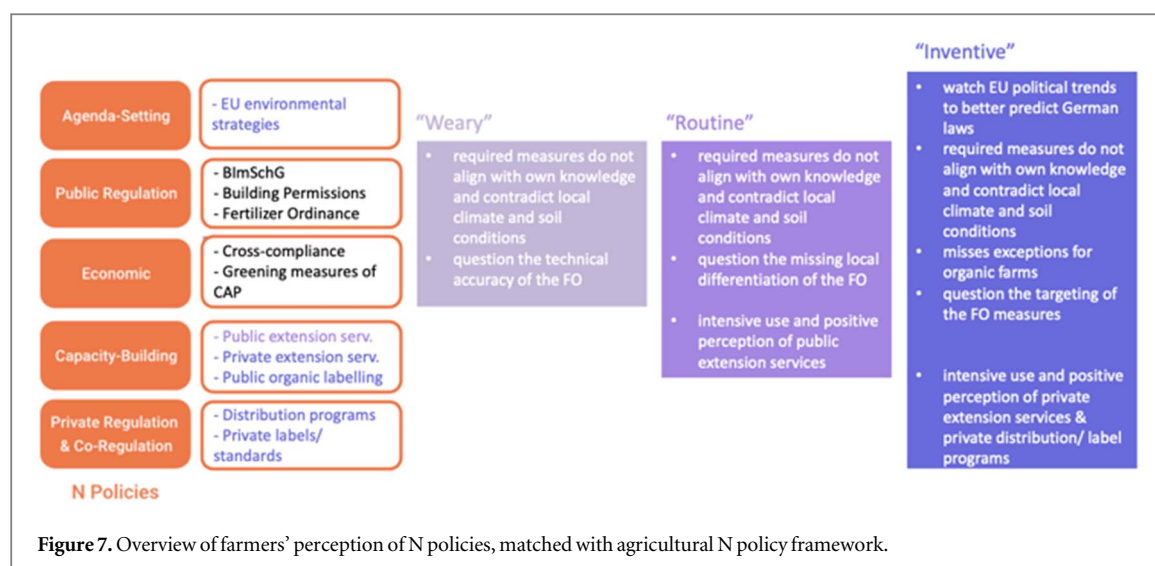 Agenda-Setting
- EU environmental
strategies
Public Regulation
- BImSchG
- Building Permissions
- Fertilizer Ordinance
Economic
- Cross-compliance
- Greening measures of
CAP
Capacity-Building
- Public extension serv.
- Private extension serv.
- Public organic labelling
Private Regulation
& Co-Regulation
- Distribution programs
- Private labels/
standards
N Policies
"Weary"
• required measures do not
align with own knowledge
and contradict local
climate and soil
conditions
• question the technical
accuracy of the FO
"Routine"
• required measures do not
align with own knowledge
and contradict local
climate and soil
conditions
• question the missing local
differentiation of the FO
• intensive use and positive
perception of public
extension services
"Inventive"
• watch EU political trends
to better predict German
laws
• required measures do not
align with own knowledge
and contradict local
climate and soil
conditions
• misses exceptions for
organic farms
• question the targeting of
the FO measures
• intensive use and positive
perception of private
extension services &
private distribution/ label
programs
Figure 7. Overview of farmers' perception of N policies, matched with agricultural N policy framework.